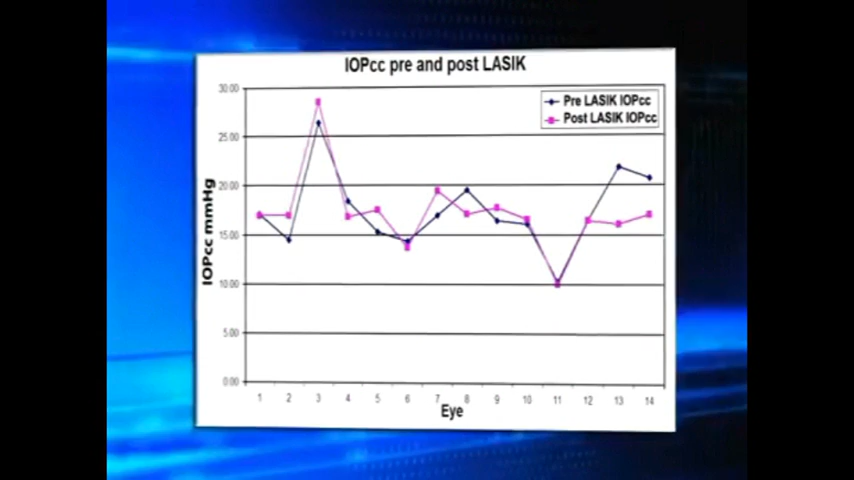 IOPcc pre and post LASIK
Pre LASIK IOPcc
Post LASIK IOPcc
IOPcc mmHg
30.00
25.00
20.00
15.00
10.00
5.00
0.00
1 2 3 4 5 6 7 8 9 10 11 12 13 14
Eye